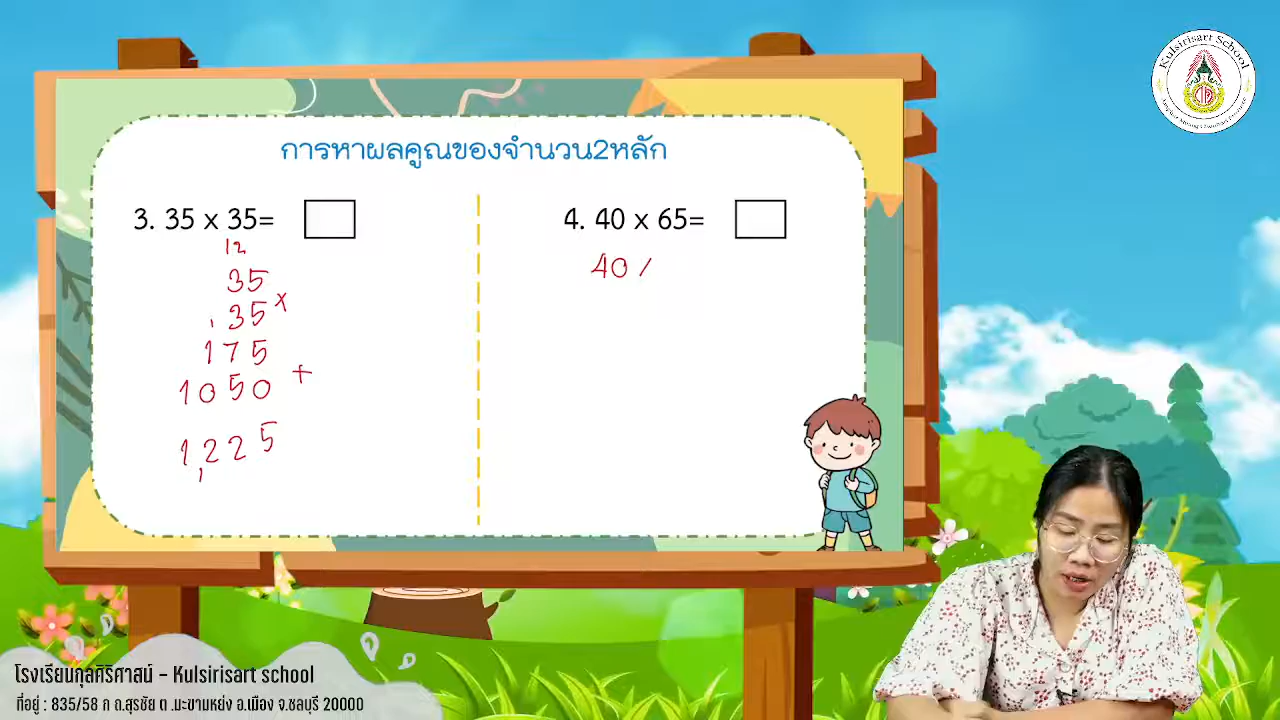 Kulsirisart School
การหาผลคูณของจำนวน2หลัก
3. 35 x 35=
12
35
35 x
175
1050 +
1,225
4. 40 x 65=
40
โรงเรียนกุลศิริศาสน์ - Kulsirisart school
ที่อยู่ : 835/58 ก ถ.สุรชัย ต .มะขามหย่ง อ.เมือง จ.ชลบุรี 20000